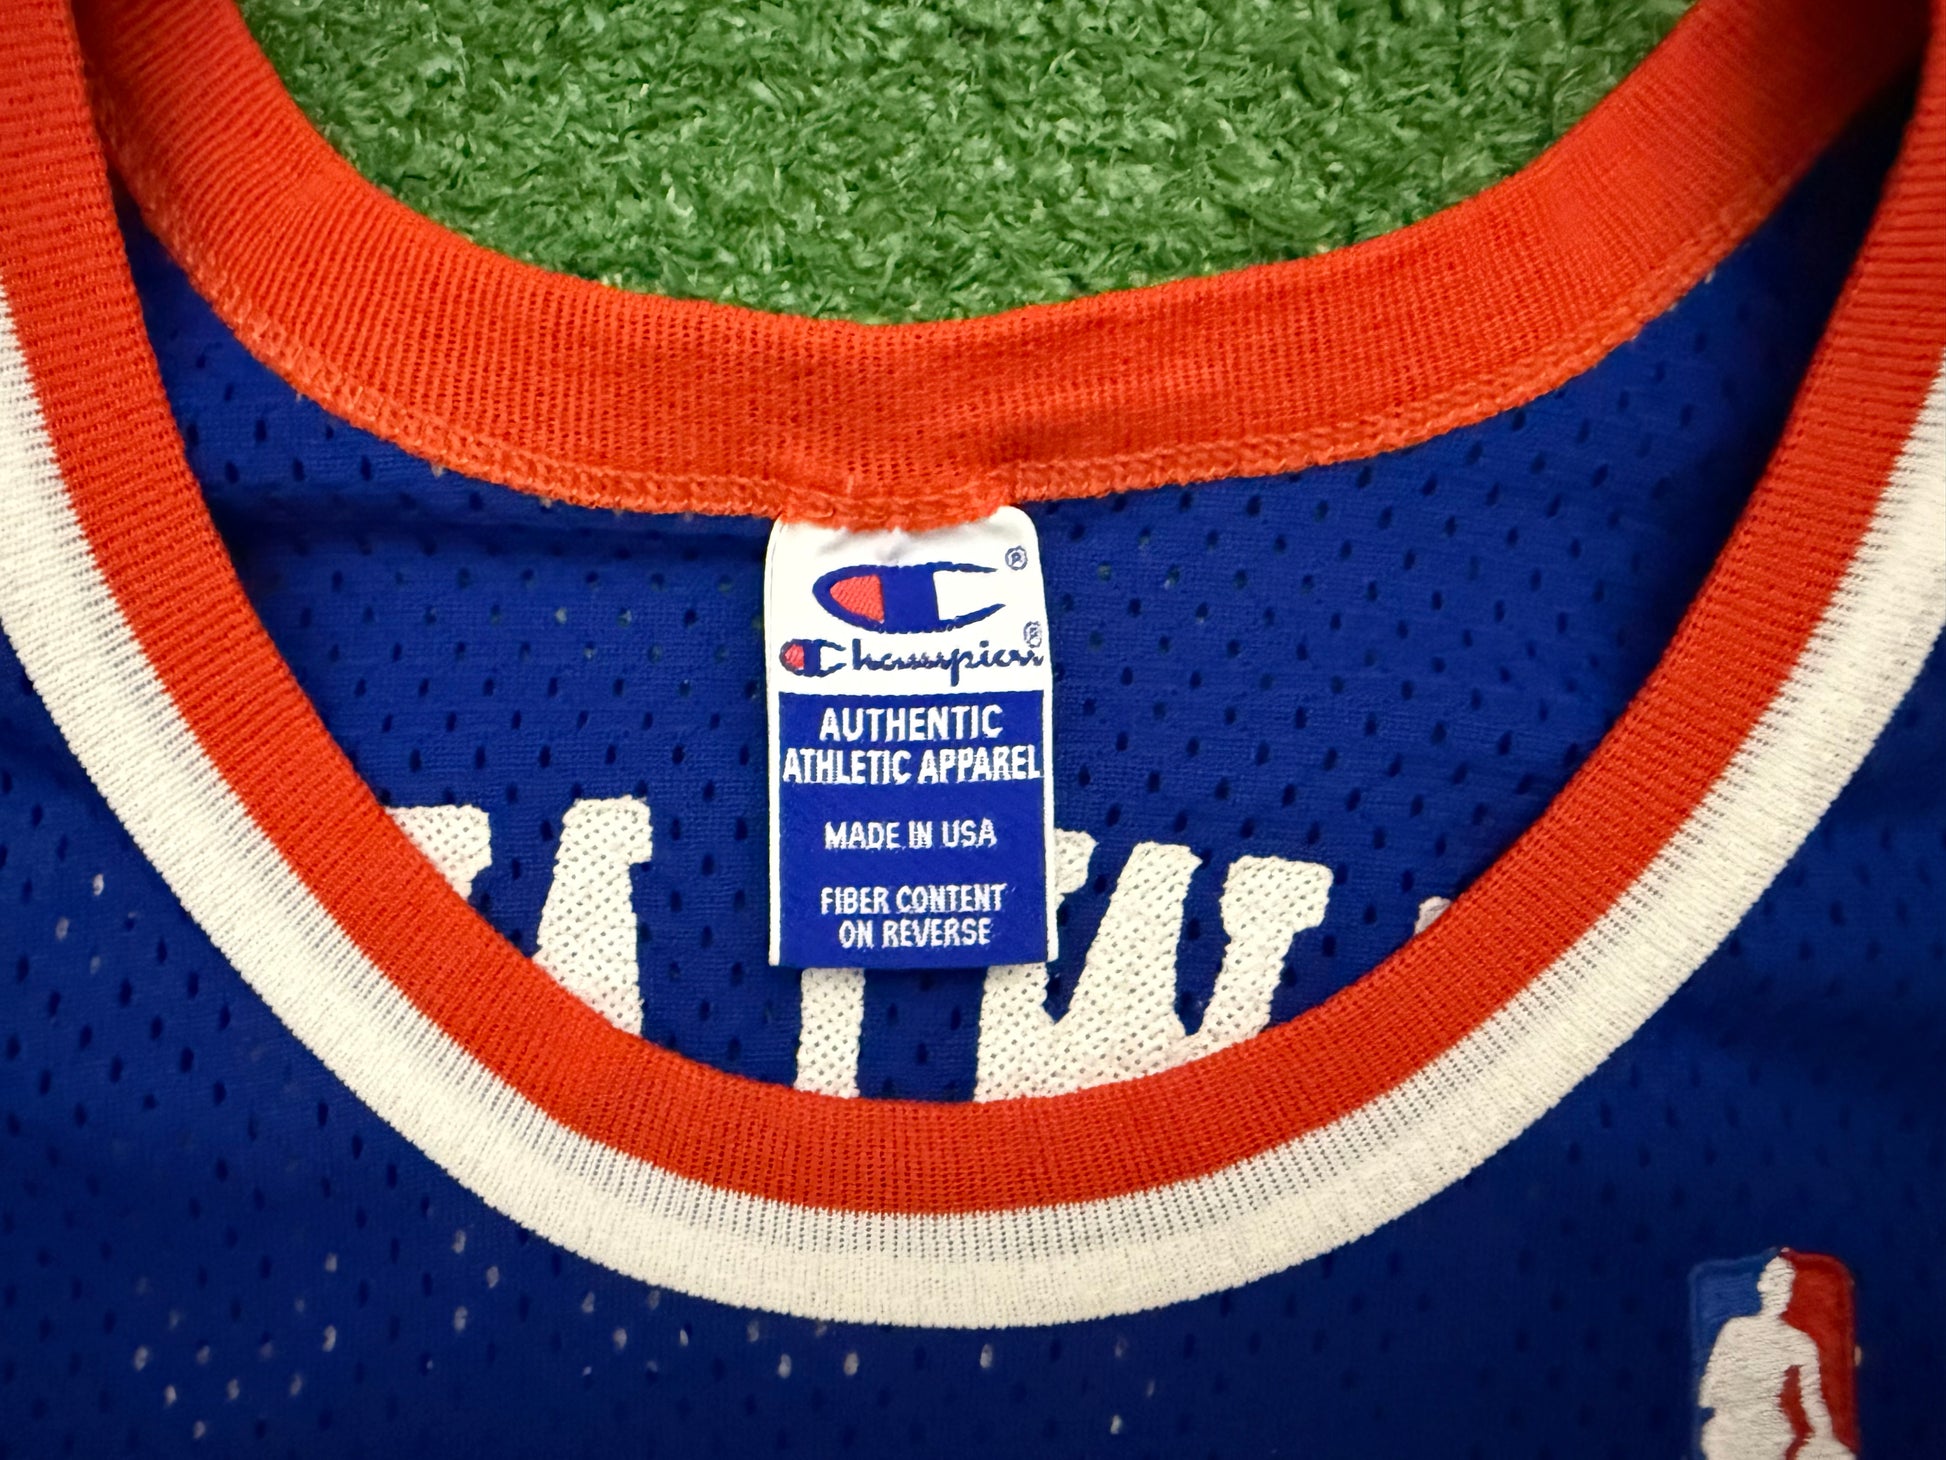 ®
Champion®
AUTHENTIC
ATHLETIC APPAREL
MADE IN USA
FIBER CONTENT
ON REVERSE